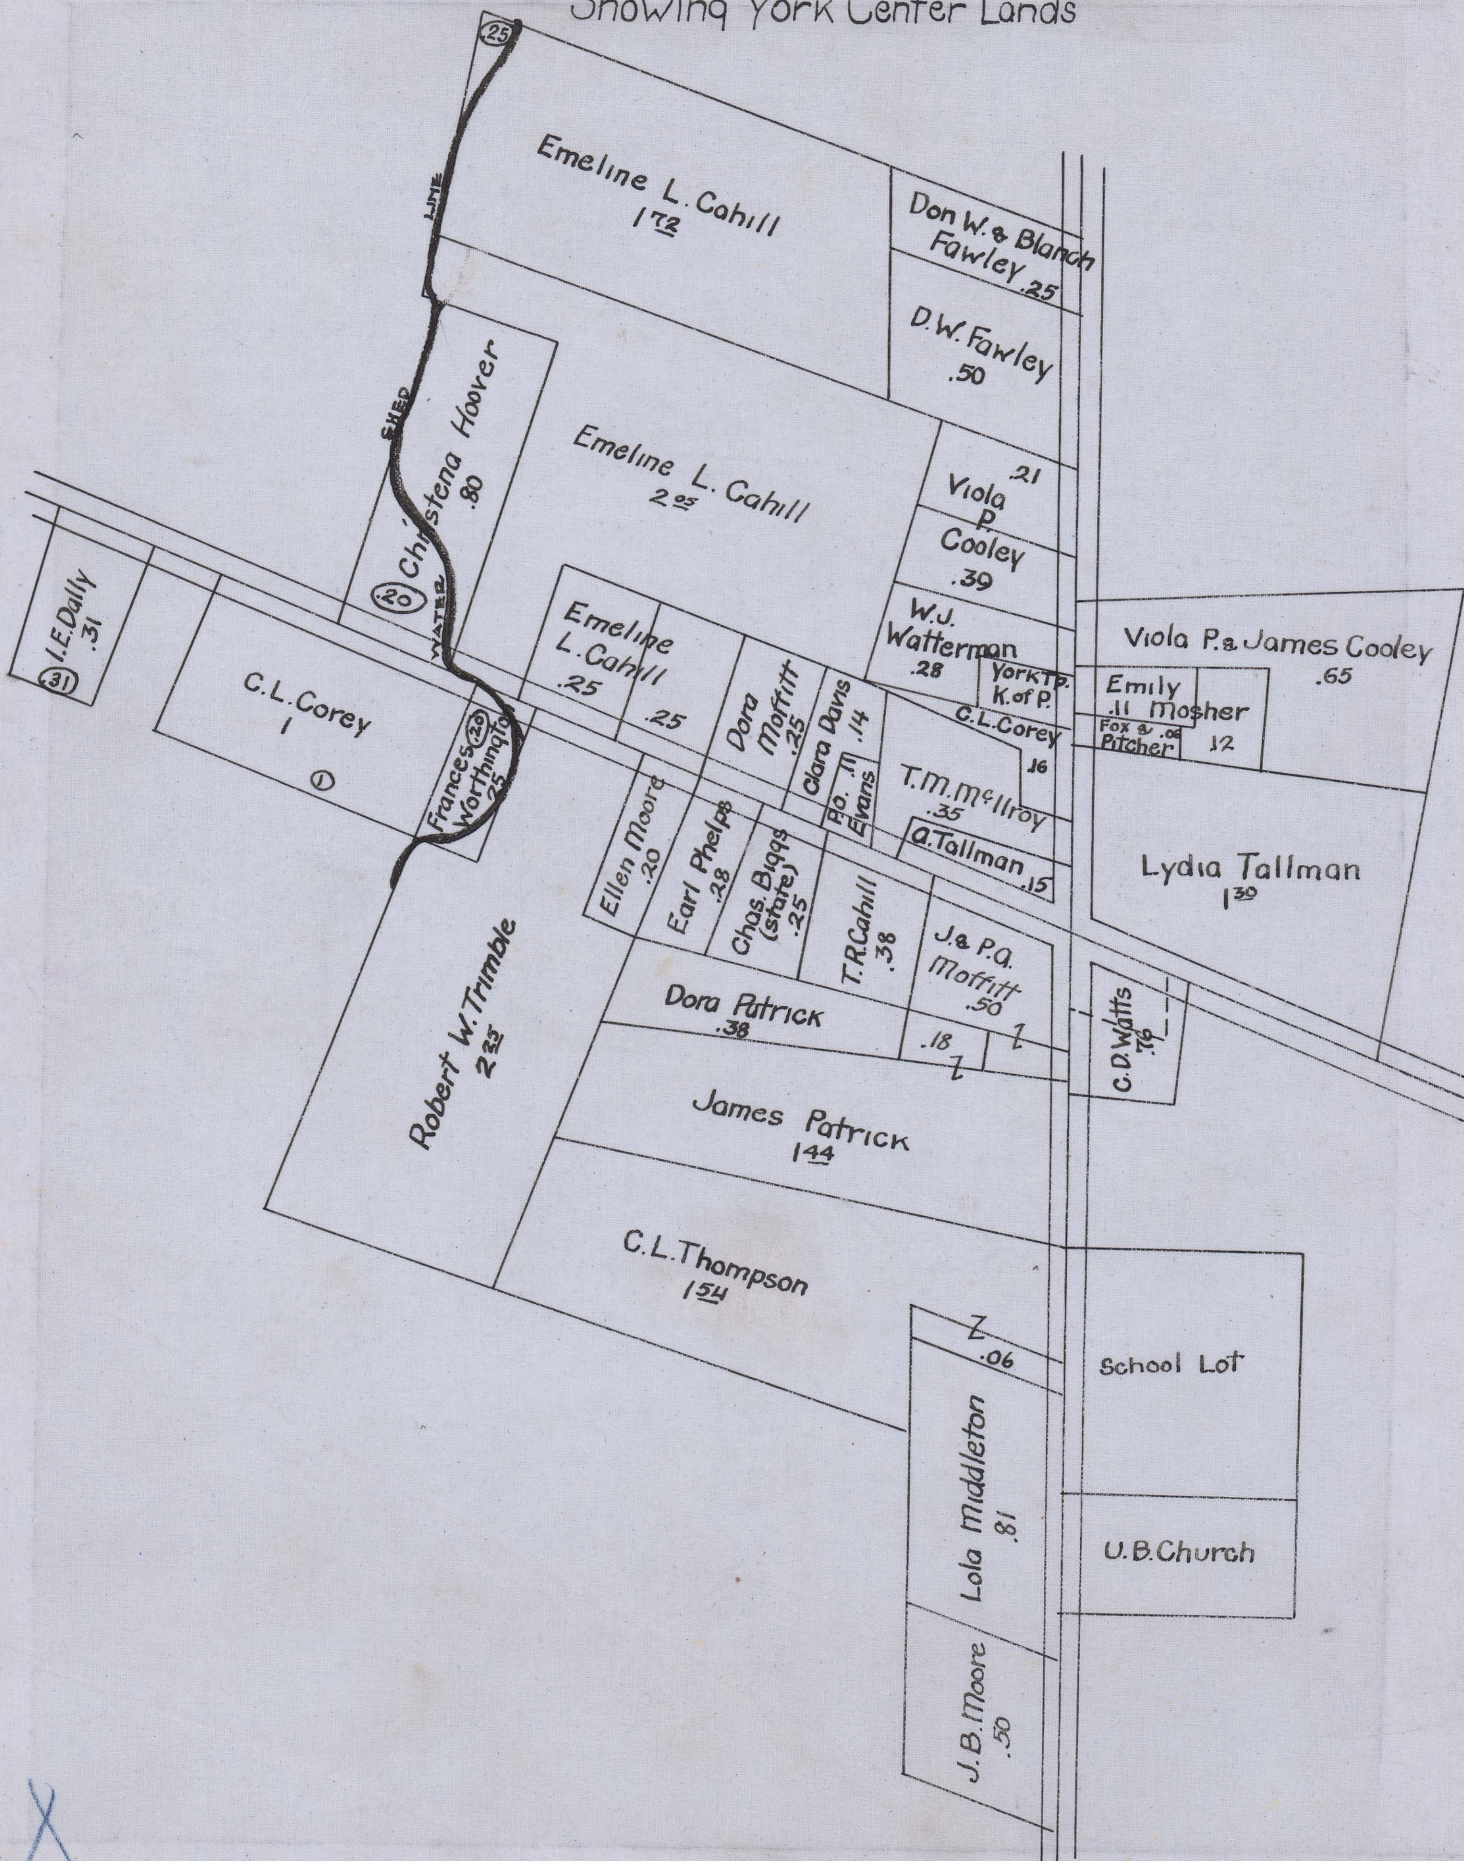 Showing York Center Lands
.25
Emeline L. Cahill
1 72
LINE
Don W. & Blanch
Fawley .25
D.W. Fawley
.50
SHED
Christena Hoover
.80
.20
WATER
Emeline L. Cahill
2 05
.21
Viola
P.
Cooley
.39
W.J.
Watterman
.28
York Tp.
K. of P.
C.L. Corey
.16
Viola P. & James Cooley
.65
Emily
.11 Mosher
Fox &
Pitcher
.12
I.E. Dally
.31
.31
C.L. Corey
1
1
Frances
Worthington
.20
.25
Emeline
L. Cahill
.25
.25
Dora
Moffitt
.25
Clara Davis
.14
P.O. .11
Evans
T.M. McIlroy
.35
A. Tallman
.15
Lydia Tallman
1 30
Ellen Moore
.20
Earl Phelps
.28
Chas. Biggs
(state)
.25
T.R. Cahill
.38
J. & P.A.
Moffitt
.50
C.D. Watts
.76
Dora Patrick
.38
.18
Z
Z
Robert W. Trimble
2 25
James Patrick
1 44
C.L. Thompson
1 54
Z
.06
School Lot
Lola Middleton
.81
U.B. Church
J.B. Moore
.50
X